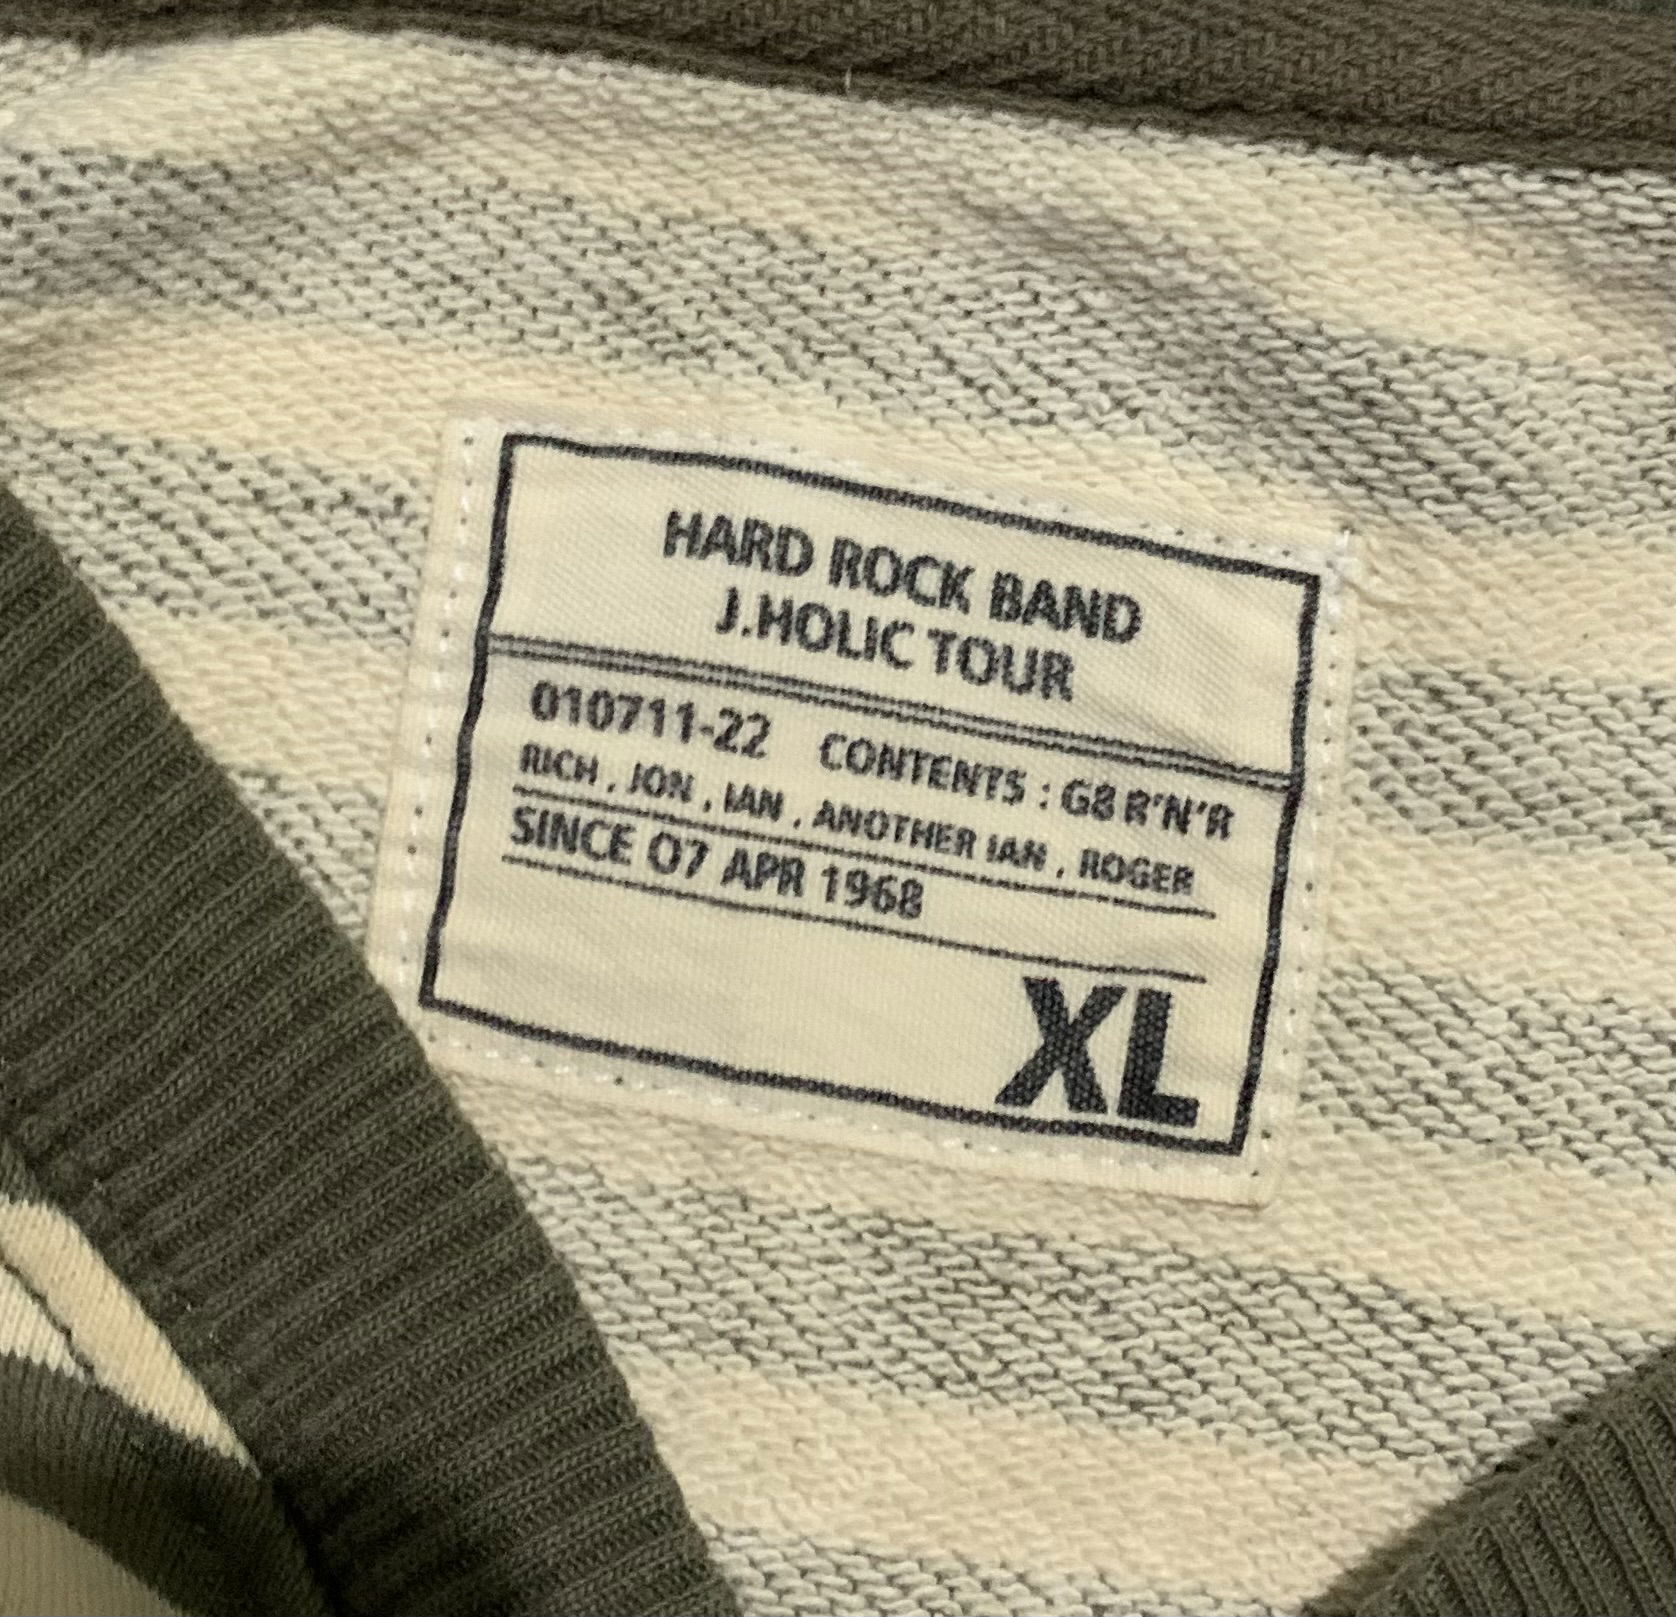 HARD ROCK BAND
J.HOLIC TOUR
010711-22 CONTENTS : G8 R'N'R
RICH , JON , IAN , ANOTHER IAN , ROGER
SINCE 07 APR 1968
XL